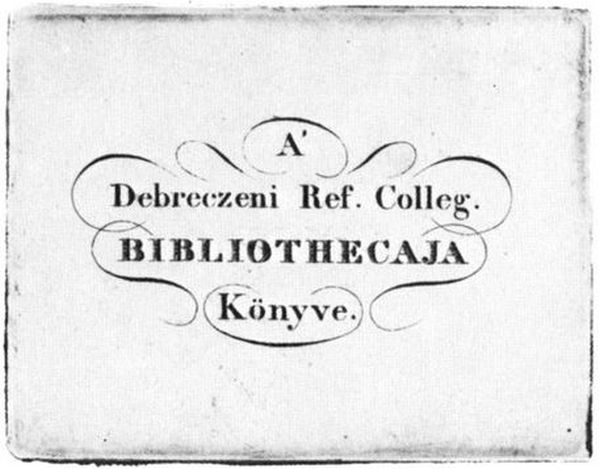 A'
Debreczeni Ref. Colleg.
BIBLIOTHECAJA
Könyve.